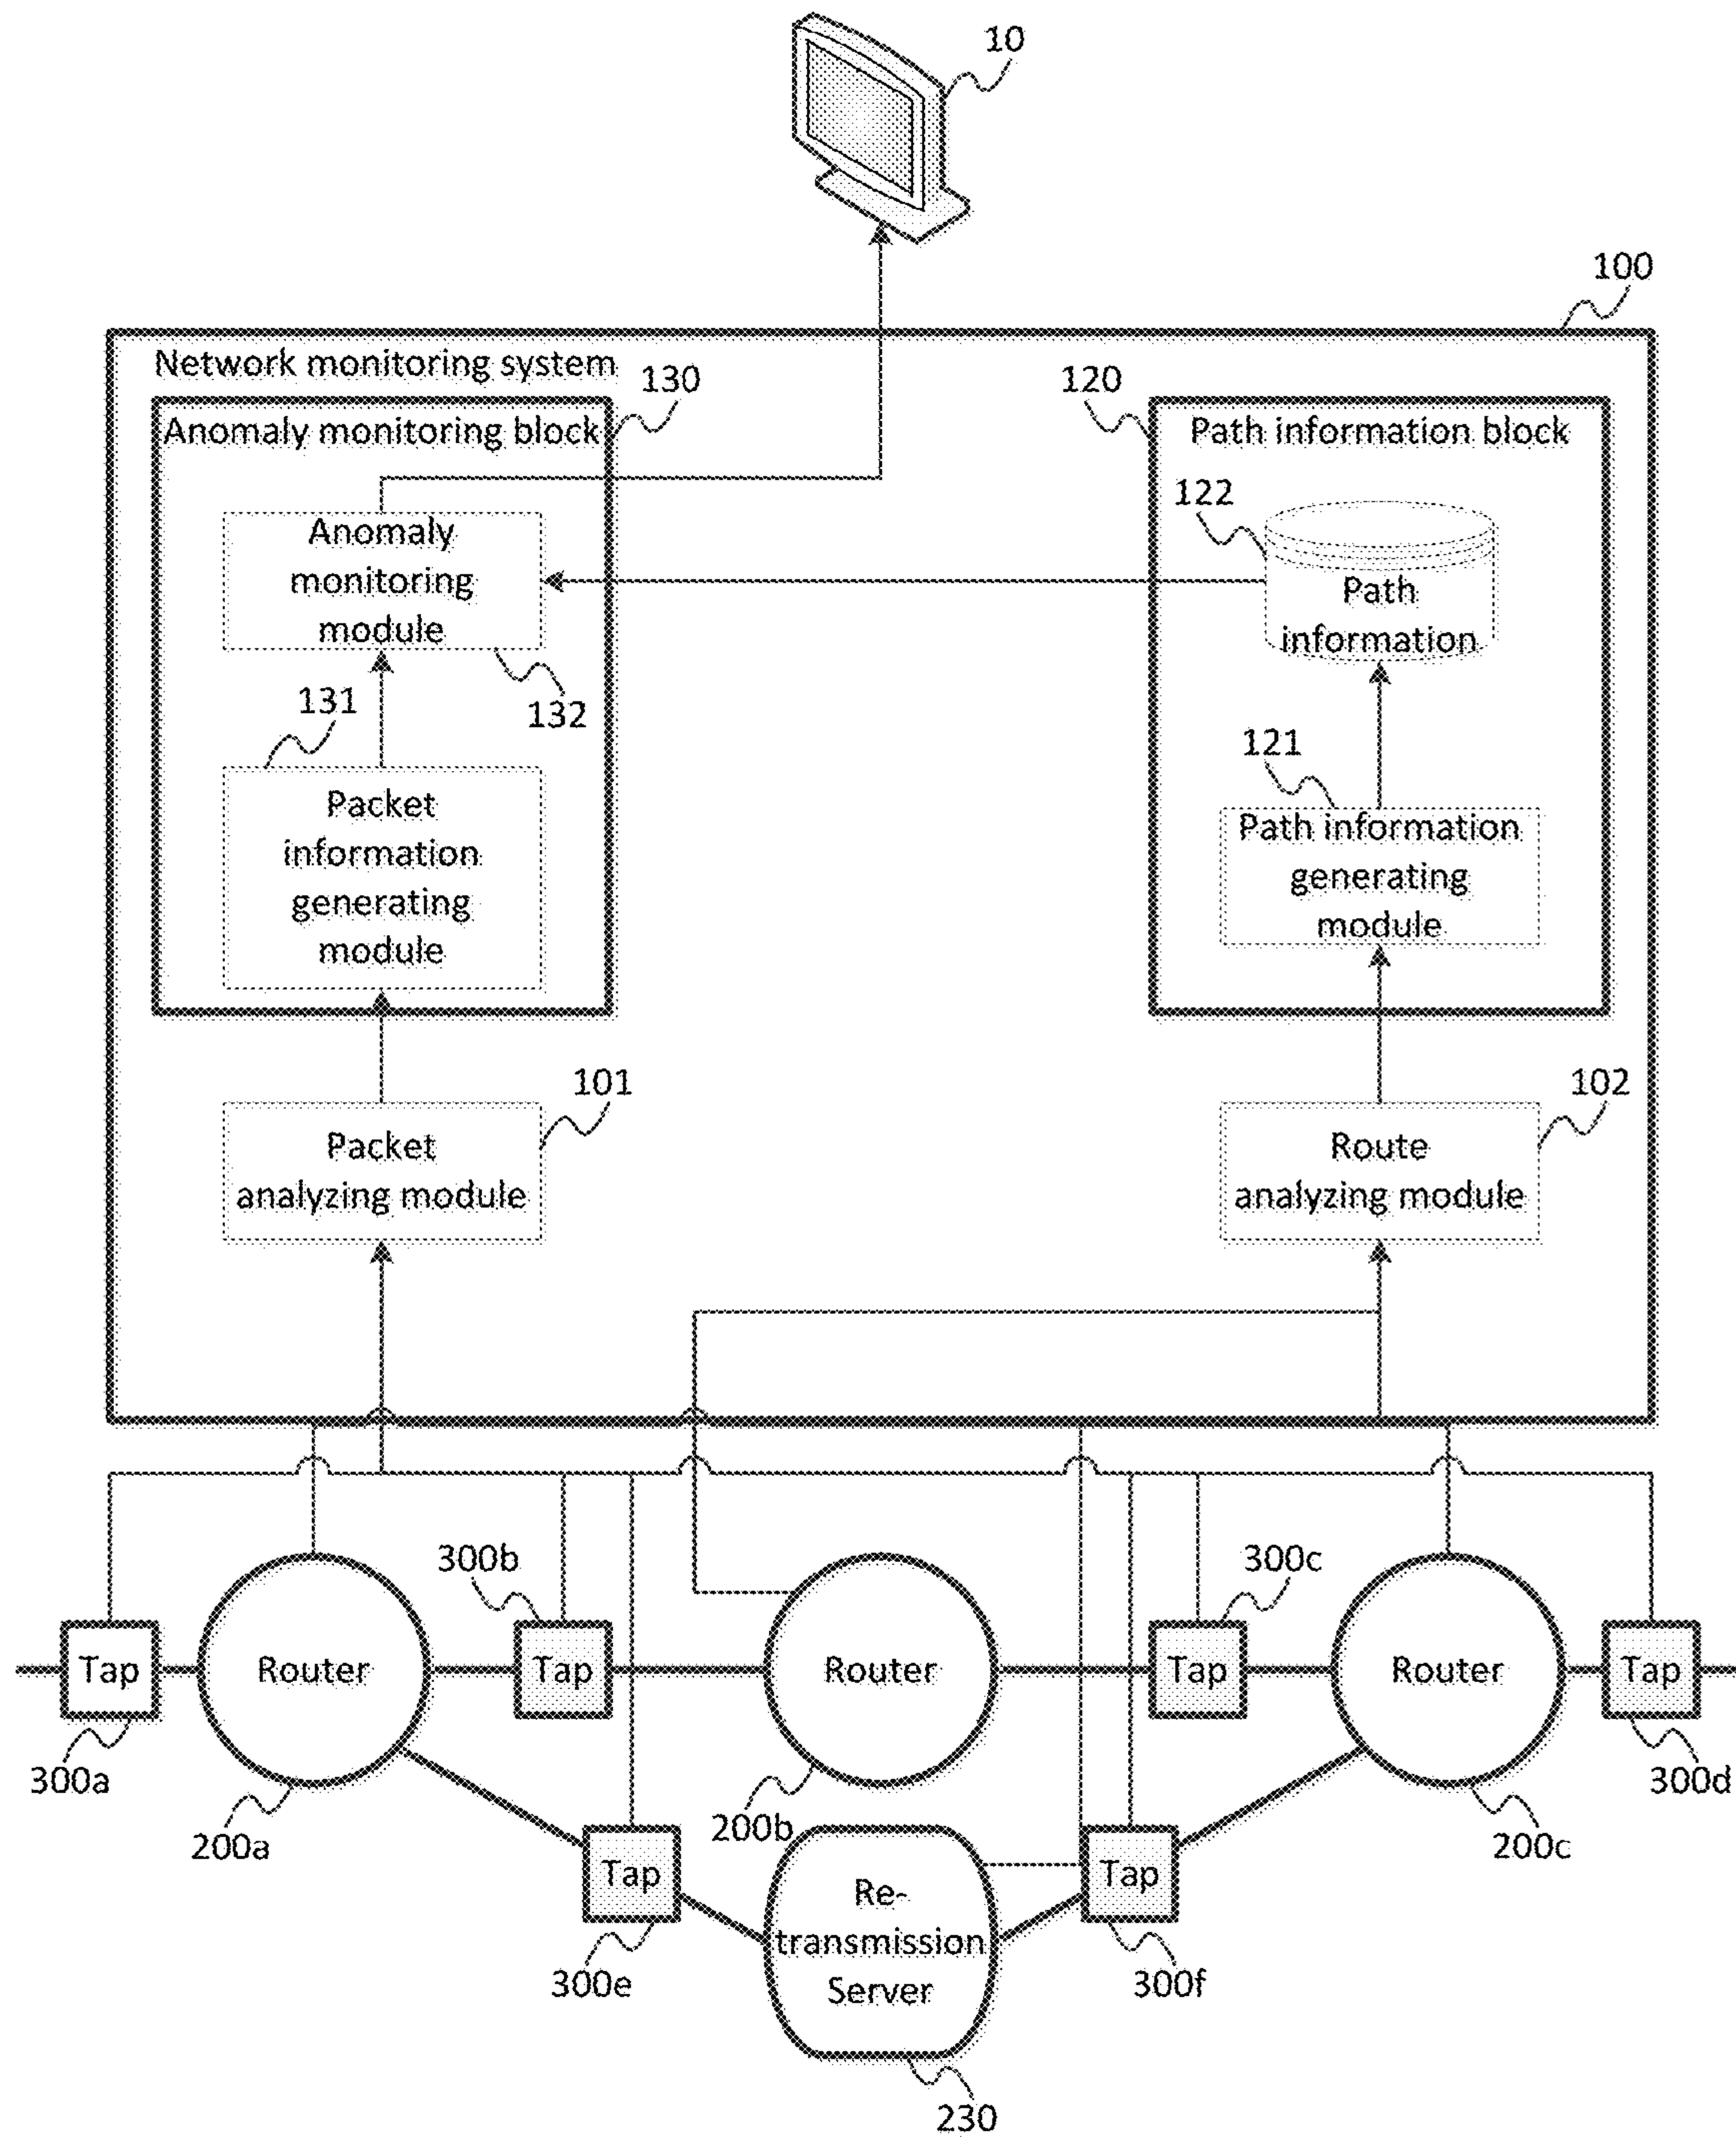 10
100
Network monitoring system
130
120
Anomaly monitoring block
Path information block
122
Anomaly
monitoring
module
Path
information
131
132
121
Packet
information
generating
module
Path information
generating
module
101
102
Packet
analyzing module
Route
analyzing module
300b
300c
Tap
Router
Tap
Router
Tap
Router
Tap
300a
200a
200b
200c
300d
Tap
Re-
transmission
Server
Tap
300e
300f
230